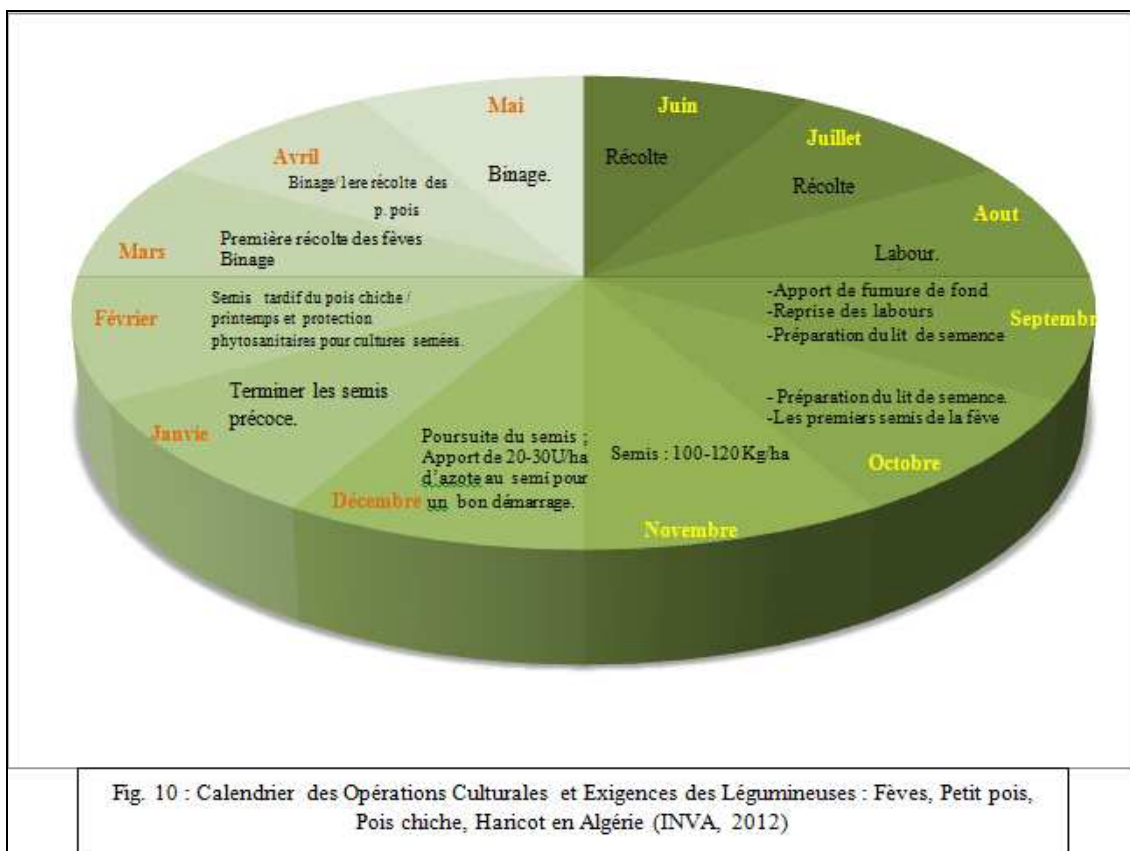 Mai
Binage.
Juin
Récolte
Juillet
Récolte
Aout
Labour.
Septembr
-Apport de fumure de fond
-Reprise des labours
-Préparation du lit de semence
Octobre
- Préparation du lit de semence.
-Les premiers semis de la fève
Novembre
Semis : 100-120 Kg/ha
Décembre
Poursuite du semis ;
Apport de 20-30U/ha
d'azote au semi pour
un bon démarrage.
Janvie
Terminer les semis
précoce.
Février
Semis tardif du pois chiche /
printemps et protection
phytosanitaires pour cultures semées.
Mars
Première récolte des fèves
Binage
Avril
Binage/1ere récolte des
p. pois
Fig. 10 : Calendrier des Opérations Culturales et Exigences des Légumineuses : Fèves, Petit pois,
Pois chiche, Haricot en Algérie (INVA, 2012)